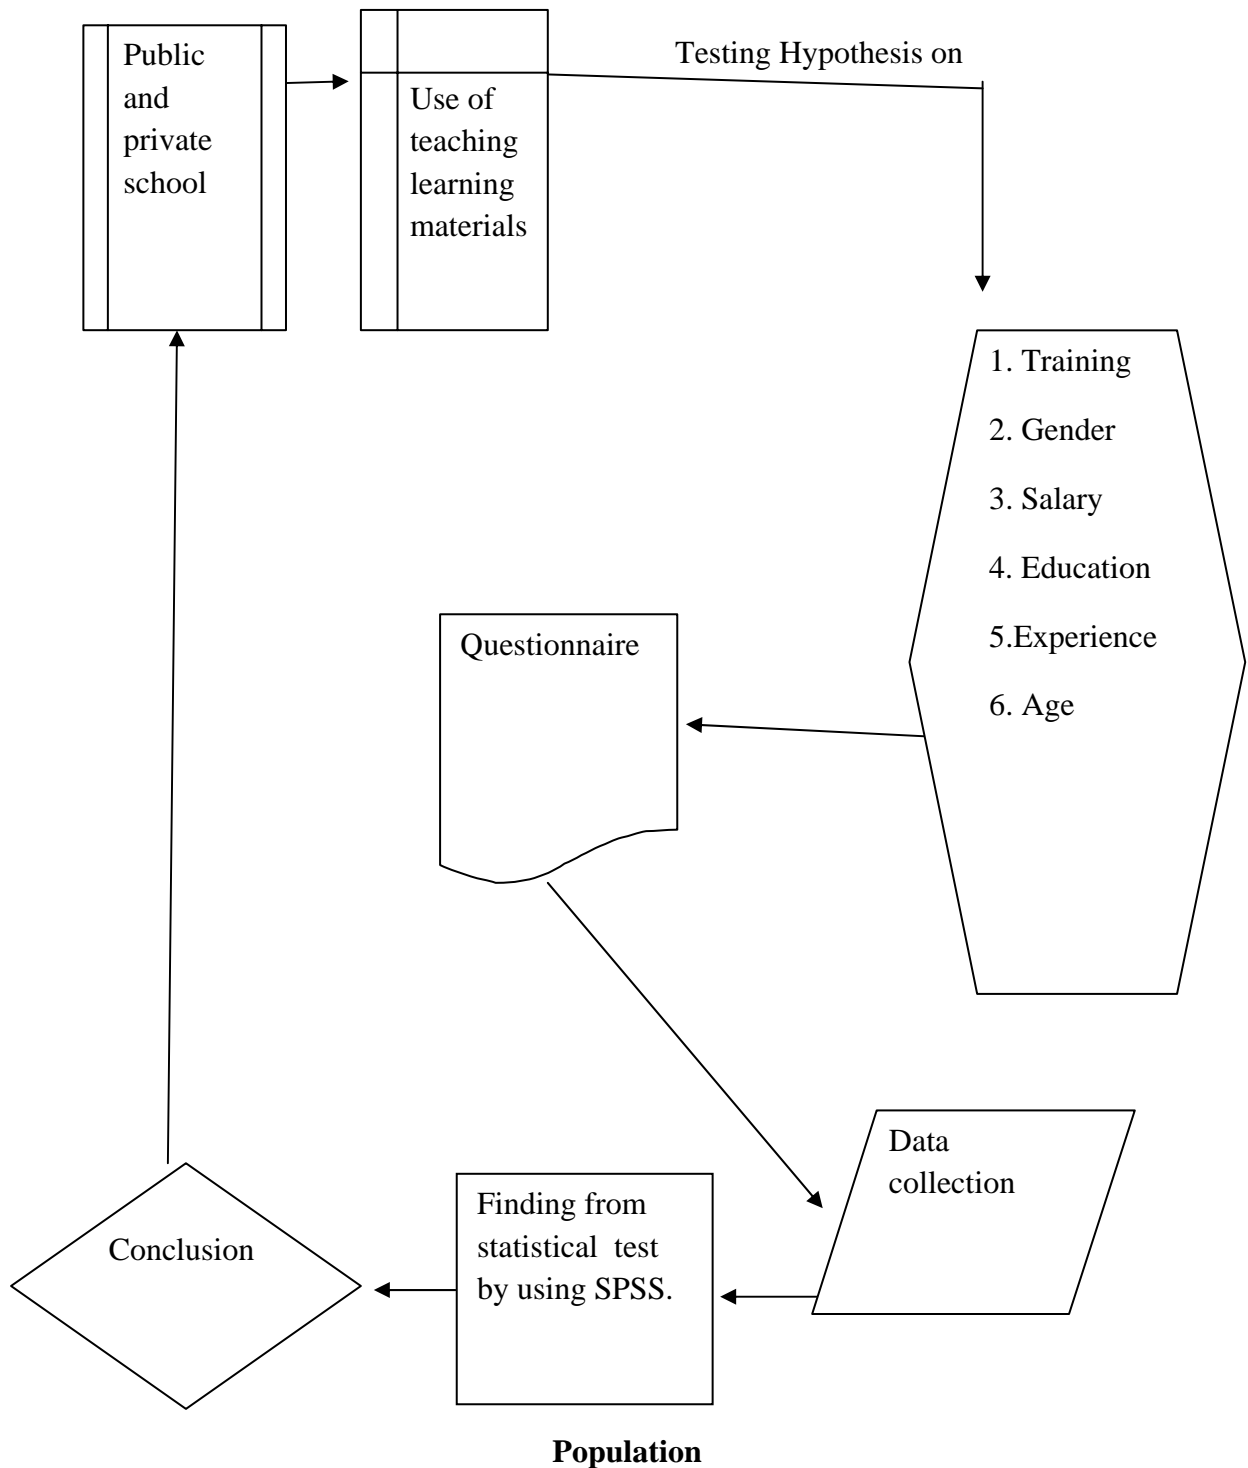 Public
and
private
school
Use of
teaching
learning
materials
Testing Hypothesis on
1. Training
2. Gender
3. Salary
4. Education
5.Experience
6. Age
Questionnaire
Data
collection
Finding from
statistical test
by using SPSS.
Conclusion
Population